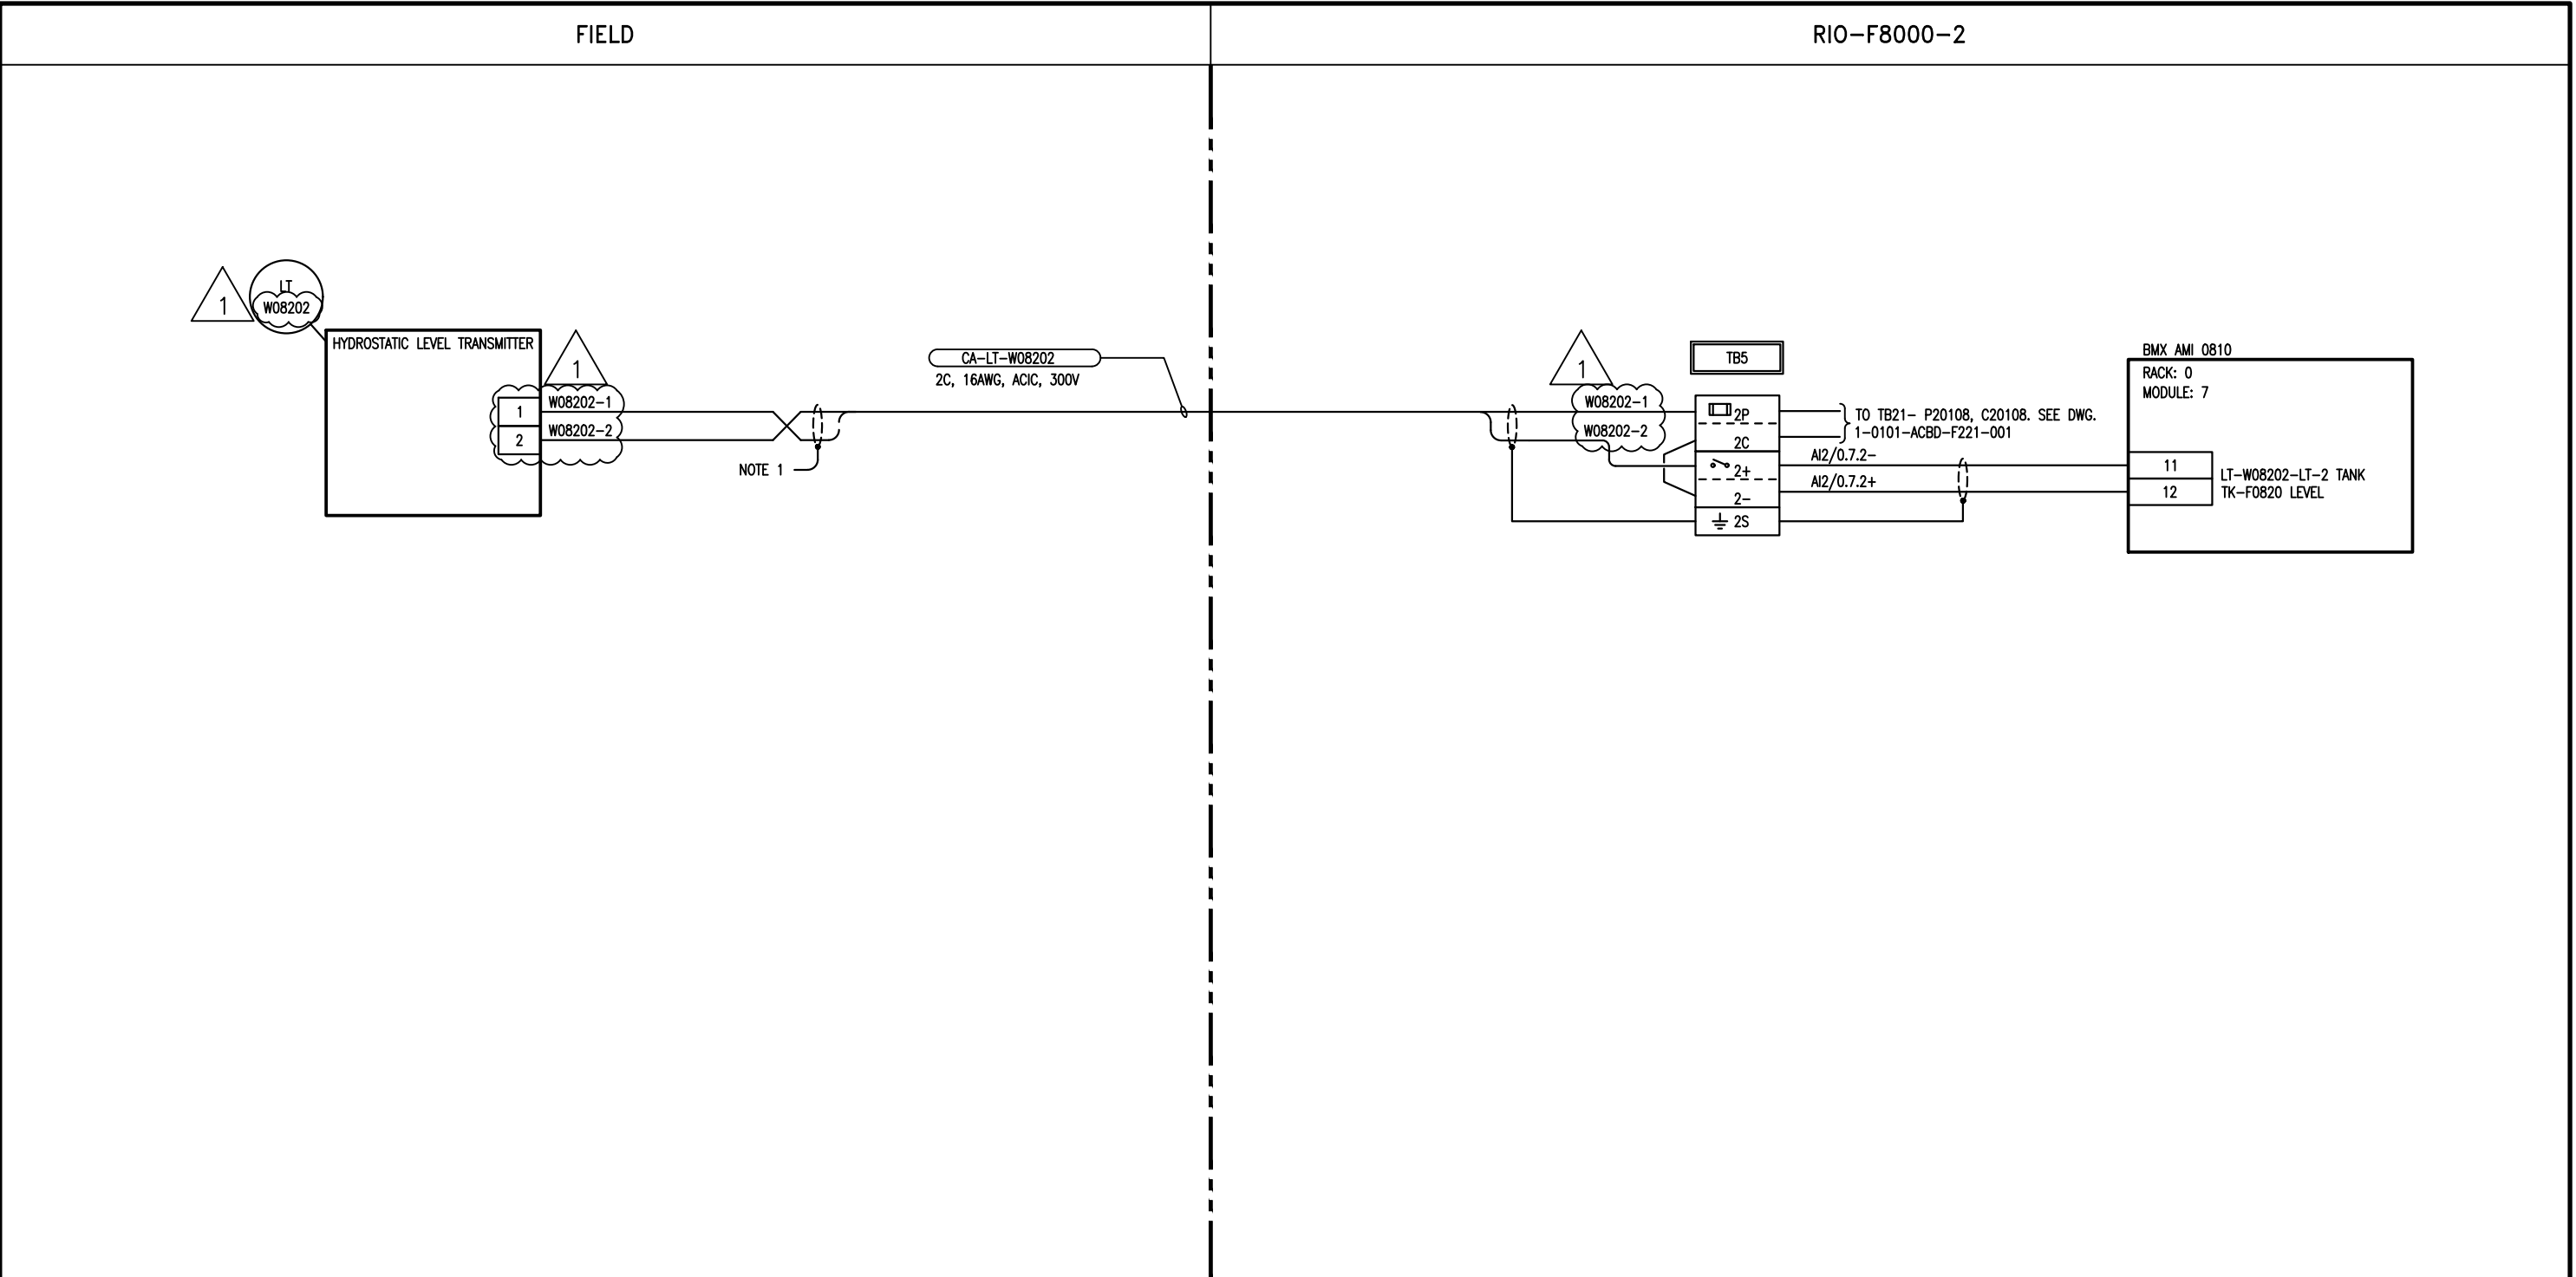 FIELD
RIO-F8000-2
1
LT
W08202
HYDROSTATIC LEVEL TRANSMITTER
1
1
W08202-1
2
W08202-2
NOTE 1
CA-LT-W08202
2C, 16AWG, ACIC, 300V
1
W08202-1
W08202-2
TB5
2P
2C
2+
2-
2S
TO TB21- P20108, C20108. SEE DWG.
1-0101-ACBD-F221-001
AI2/0.7.2-
AI2/0.7.2+
BMX AMI 0810
RACK: 0
MODULE: 7
11
12
LT-W08202-LT-2 TANK
TK-F0820 LEVEL